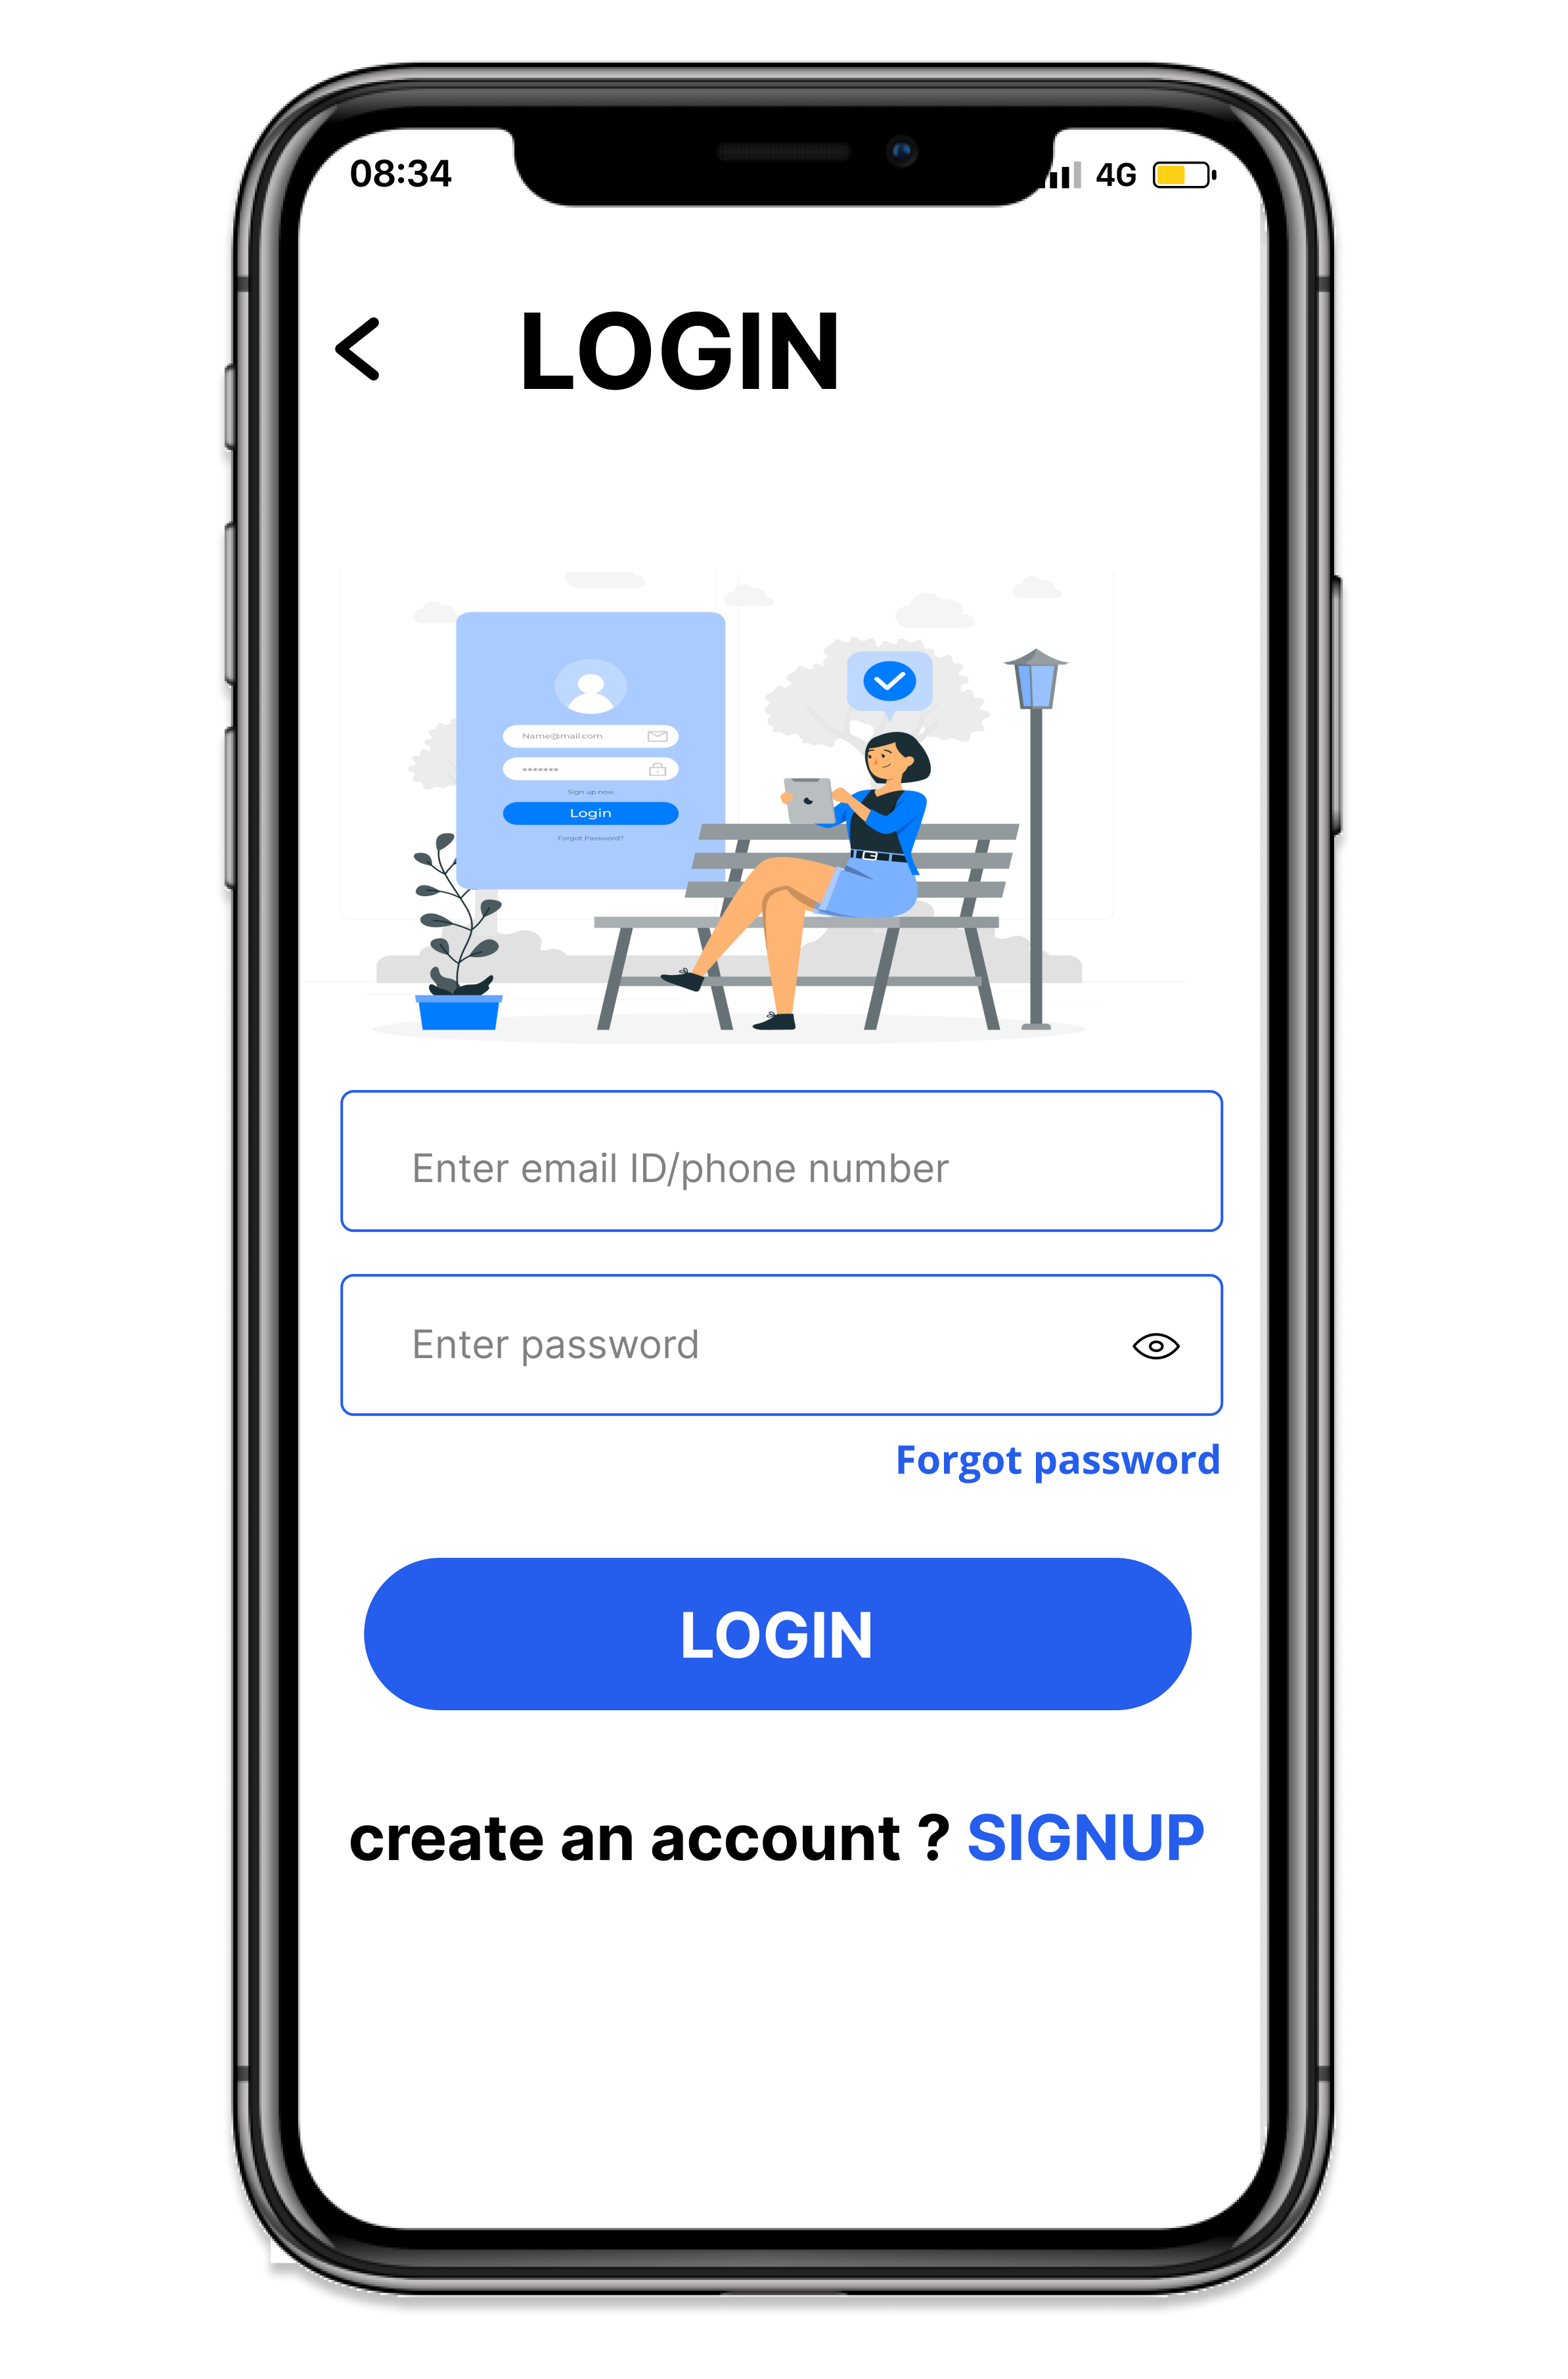 08:34 4G
LOGIN
Name@mail.com
*******
Sign up now
Login
Forgot Password?
Enter email ID/phone number
Enter password
Forgot password
LOGIN
create an account ? SIGNUP